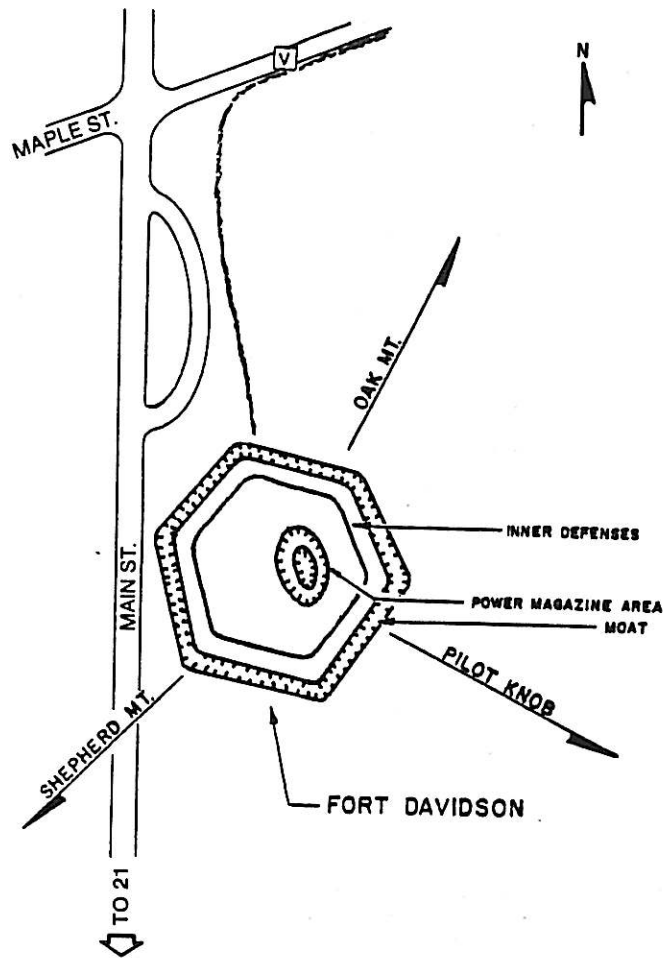 V
N
MAPLE ST.
OAK MT.
INNER DEFENSES
MAIN ST.
POWER MAGAZINE AREA
MOAT
PILOT KNOB
SHEPHERD MT.
FORT DAVIDSON
TO 21